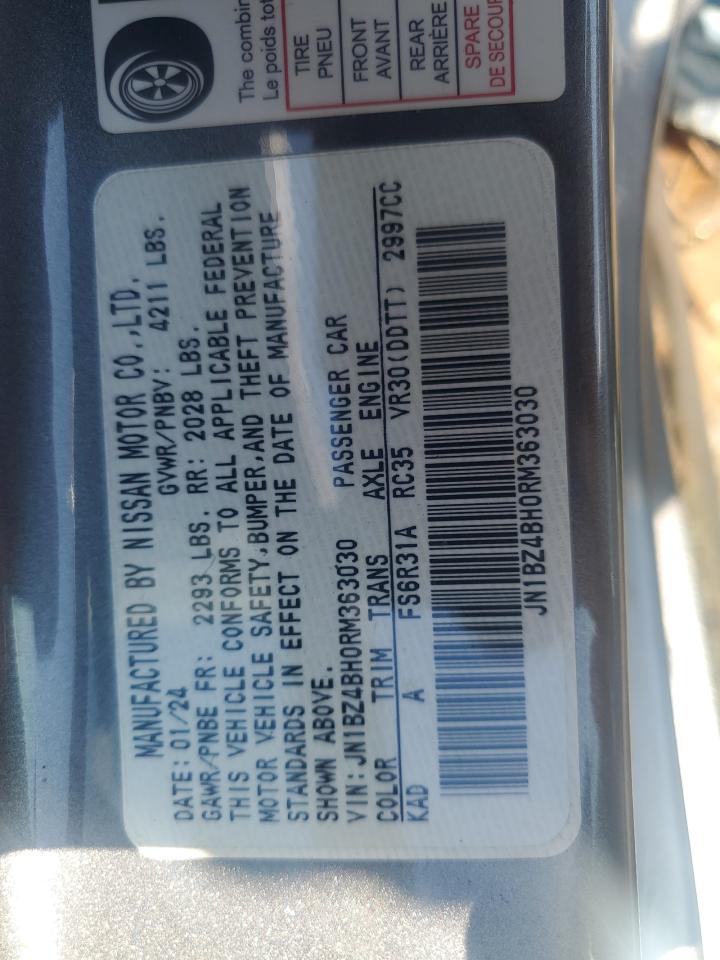 The combin
Le poids tot
TIRE
PNEU
FRONT
AVANT
REAR
ARRIÈRE
SPARE
DE SECOUR
MANUFACTURED BY NISSAN MOTOR CO.,LTD.
DATE: 01/24 GVWR/PNBV: 4211 LBS.
GAWR/PNBE FR: 2293 LBS. RR: 2028 LBS.
THIS VEHICLE CONFORMS TO ALL APPLICABLE FEDERAL
MOTOR VEHICLE SAFETY,BUMPER,AND THEFT PREVENTION
STANDARDS IN EFFECT ON THE DATE OF MANUFACTURE
SHOWN ABOVE.
VIN:JN1BZ4BH0RM363030 PASSENGER CAR
COLOR TRIM TRANS AXLE ENGINE
KAD A FS6R31A RC35 VR30(DDTT) 2997CC
JN1BZ4BH0RM363030